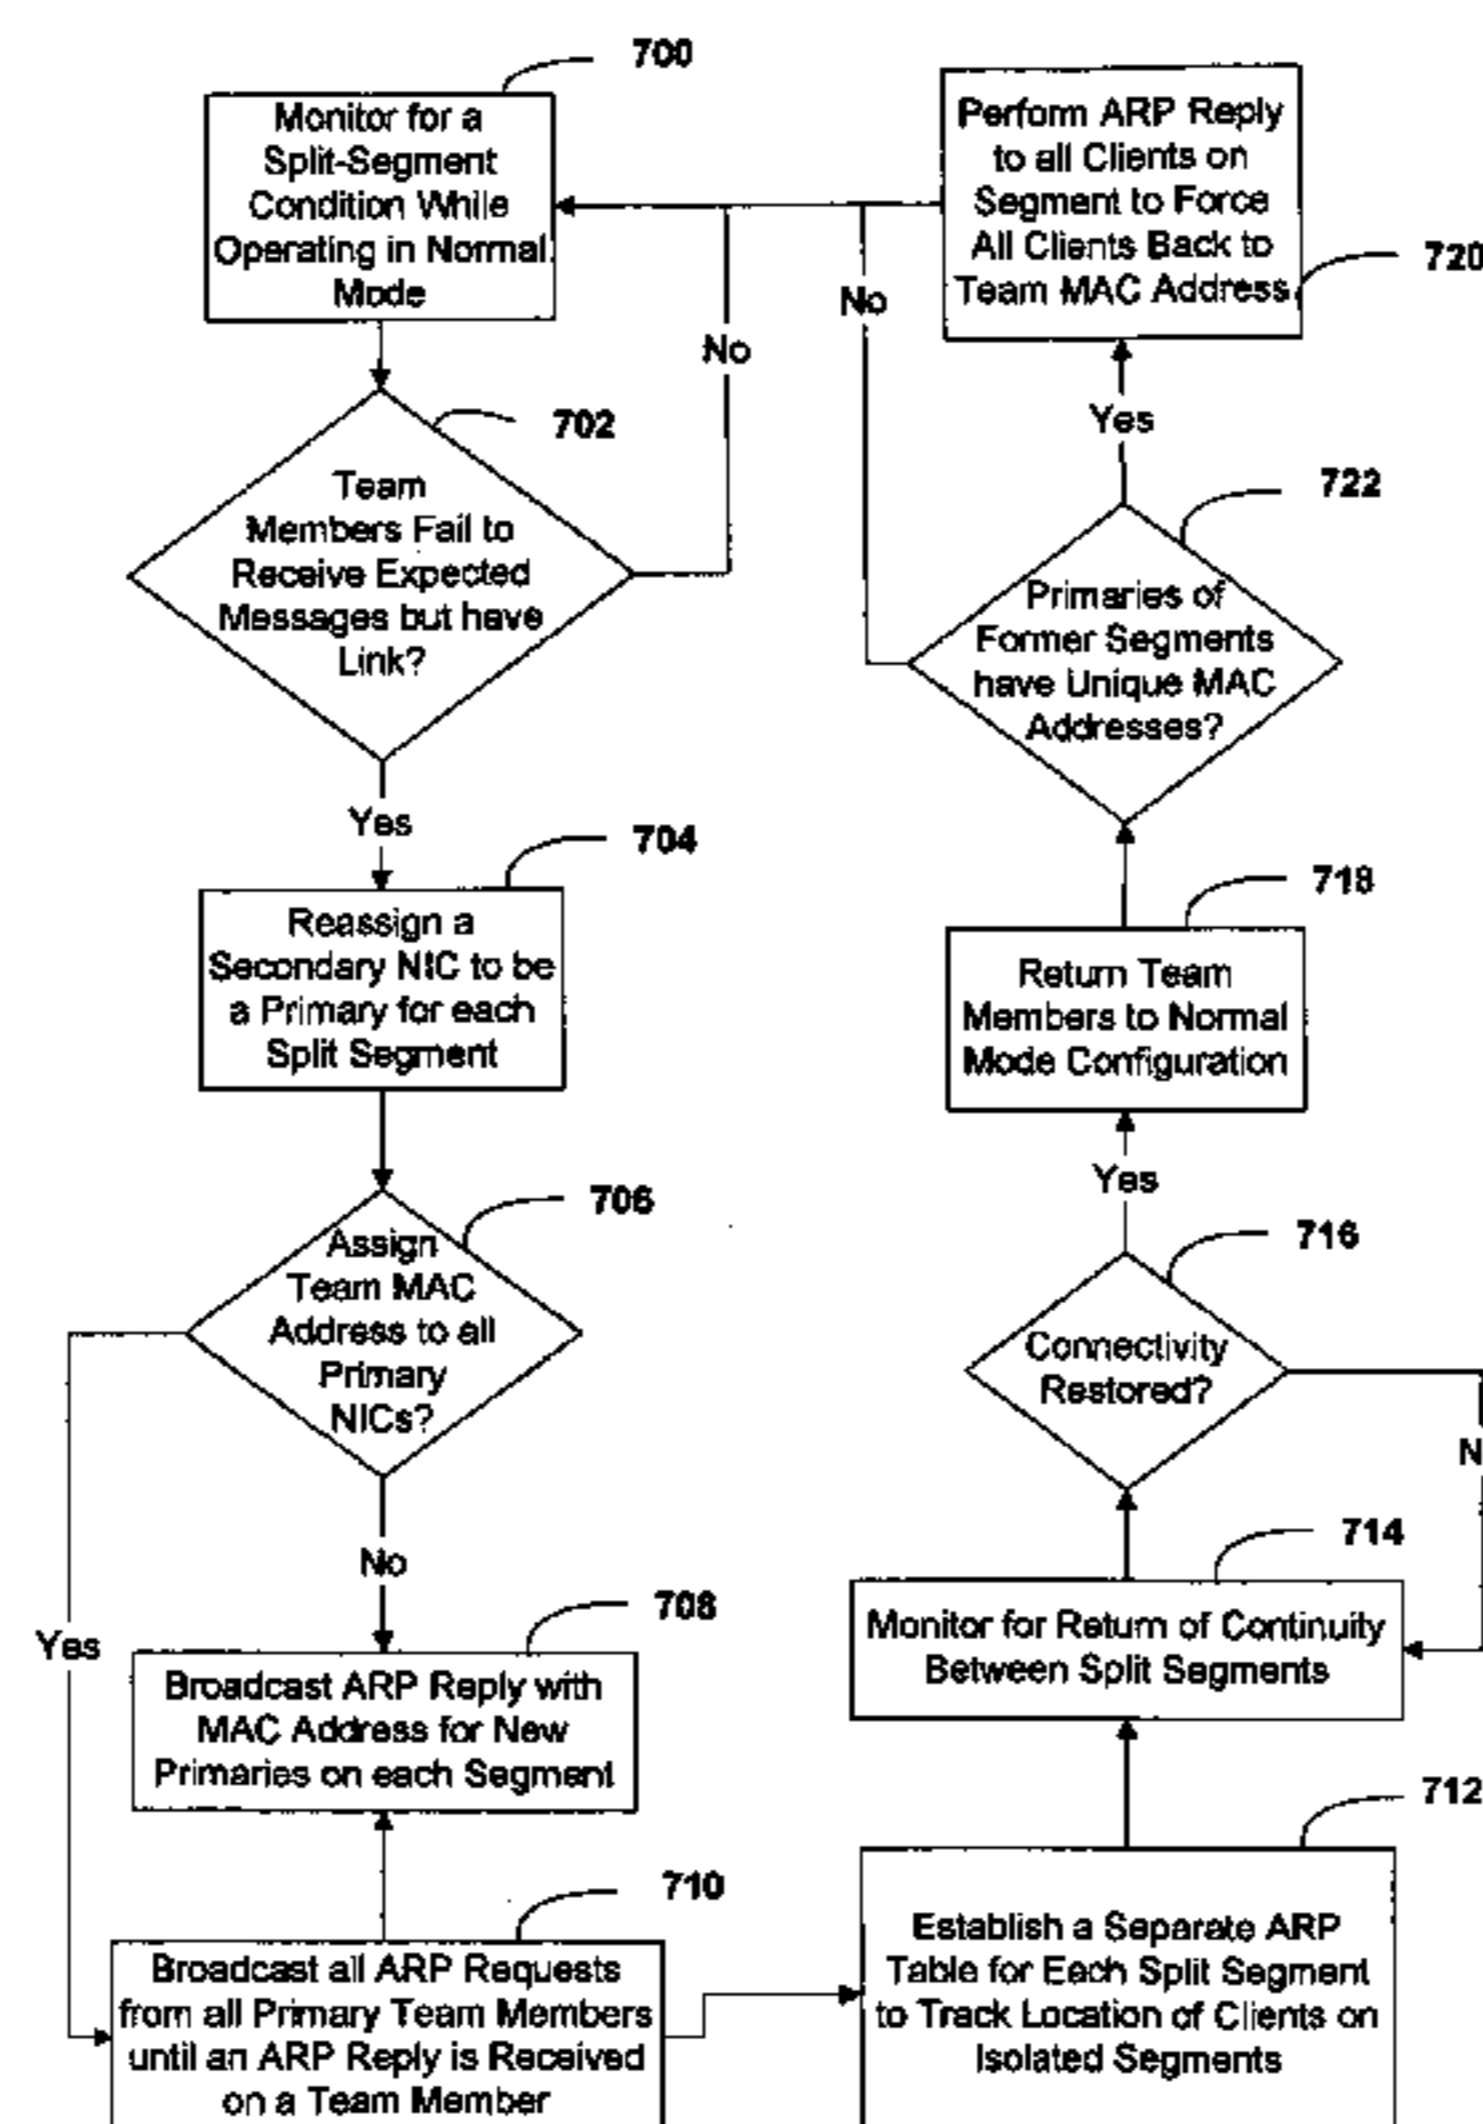 700
Monitor for a
Split-Segment
Condition While
Operating in Normal
Mode
No
702
Team
Members Fail to
Receive Expected
Messages but have
Link?
Yes
704
Reassign a
Secondary NIC to be
a Primary for each
Split Segment
706
Assign
Team MAC
Address to all
Primary
NICs?
No
Yes
708
Broadcast ARP Reply with
MAC Address for New
Primaries on each Segment
710
Broadcast all ARP Requests
from all Primary Team Members
until an ARP Reply is Received
on a Team Member
712
Establish a Separate ARP
Table for Each Split Segment
to Track Location of Clients on
Isolated Segments
714
Monitor for Return of Continuity
Between Split Segments
716
Connectivity
Restored?
N
Yes
718
Return Team
Members to Normal
Mode Configuration
722
Primaries of
Former Segments
have Unique MAC
Addresses?
No
Yes
720
Perform ARP Reply
to all Clients on
Segment to Force
All Clients Back to
Team MAC Address